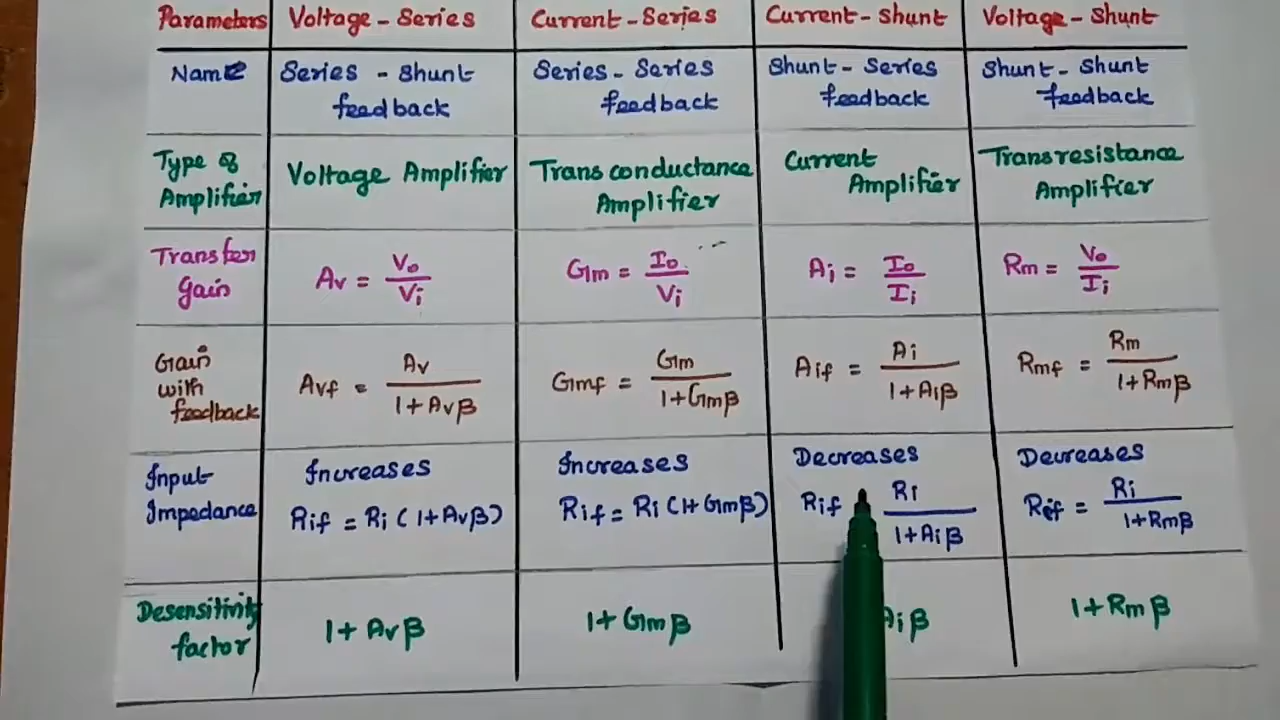 Parameters Voltage-Series Current-Series Current-Shunt Voltage-Shunt
Name Series-Shunt feedback Series-Series feedback Shunt-Series feedback Shunt-Shunt feedback
Type of Amplifier Voltage Amplifier Trans conductance Amplifier Current Amplifier Transresistance Amplifier
Transfer gain Av = Vo/Vi Gm = Io/Vi Ai = Io/Ii Rm = Vo/Ii
Gain with feedback Avf = Av/1+Avβ Gmf = Gm/1+Gmβ Aif = Ai/1+Aiβ Rmf = Rm/1+Rmβ
Input Impedance Increases Rif = Ri(1+Avβ) Increases Rif = Ri(1+Gmβ) Decreases Rif Ri/1+Aiβ Decreases Rif = Ri/1+Rmβ
Desensitivity factor 1+Avβ 1+Gmβ Aiβ 1+Rmβ